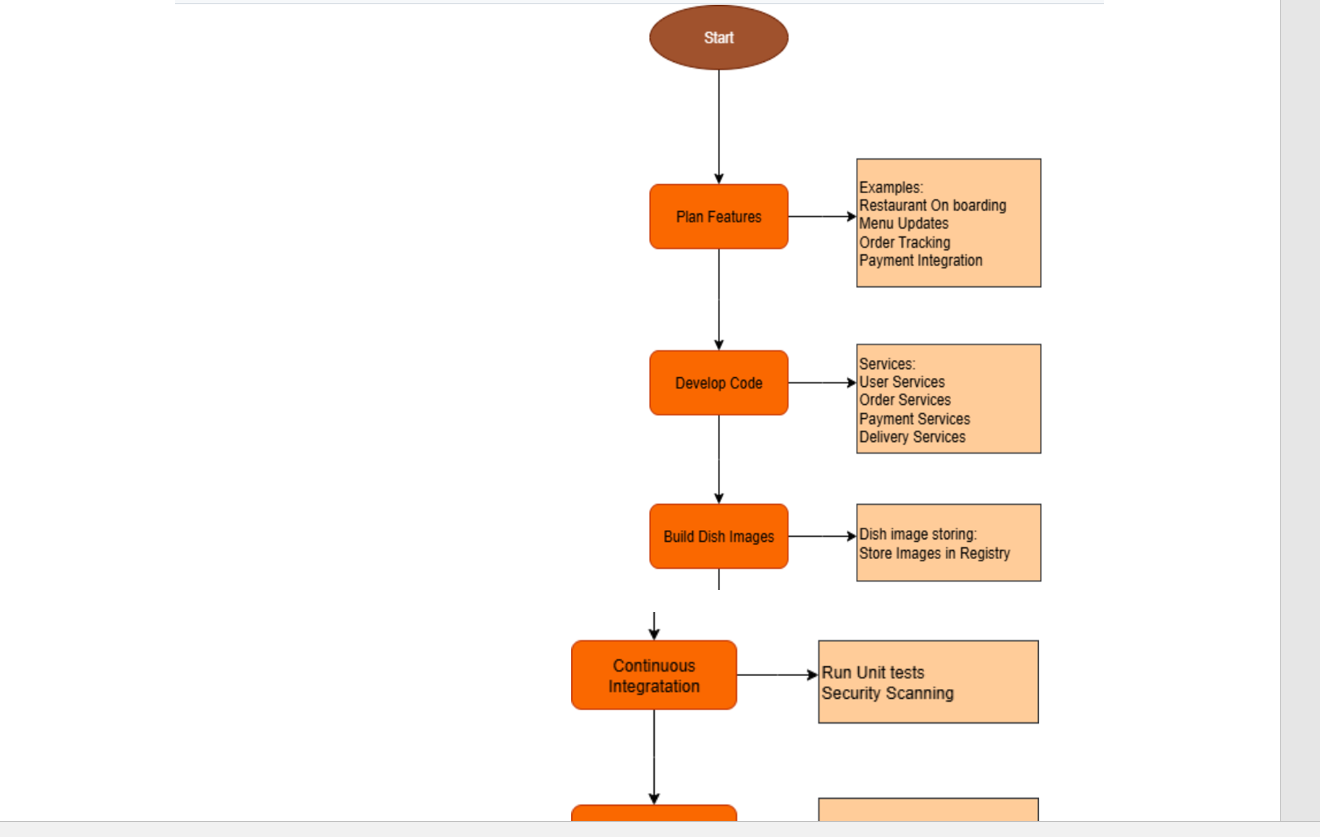 Start
Plan Features
Examples:
Restaurant On boarding
Menu Updates
Order Tracking
Payment Integration
Develop Code
Services:
User Services
Order Services
Payment Services
Delivery Services
Build Dish Images
Dish image storing:
Store Images in Registry
Continuous
Integratation
Run Unit tests
Security Scanning